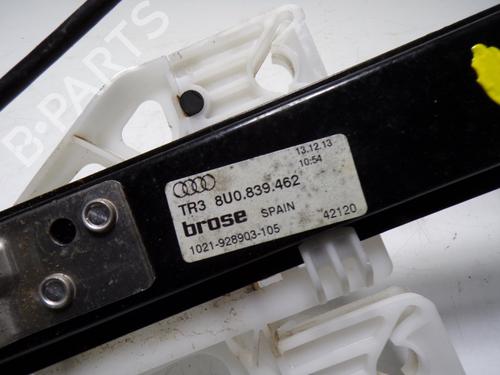 B-PARTS
13.12.13
10:54
TR3 8U0.839.462
brose SPAIN 42120
1021-928903-105